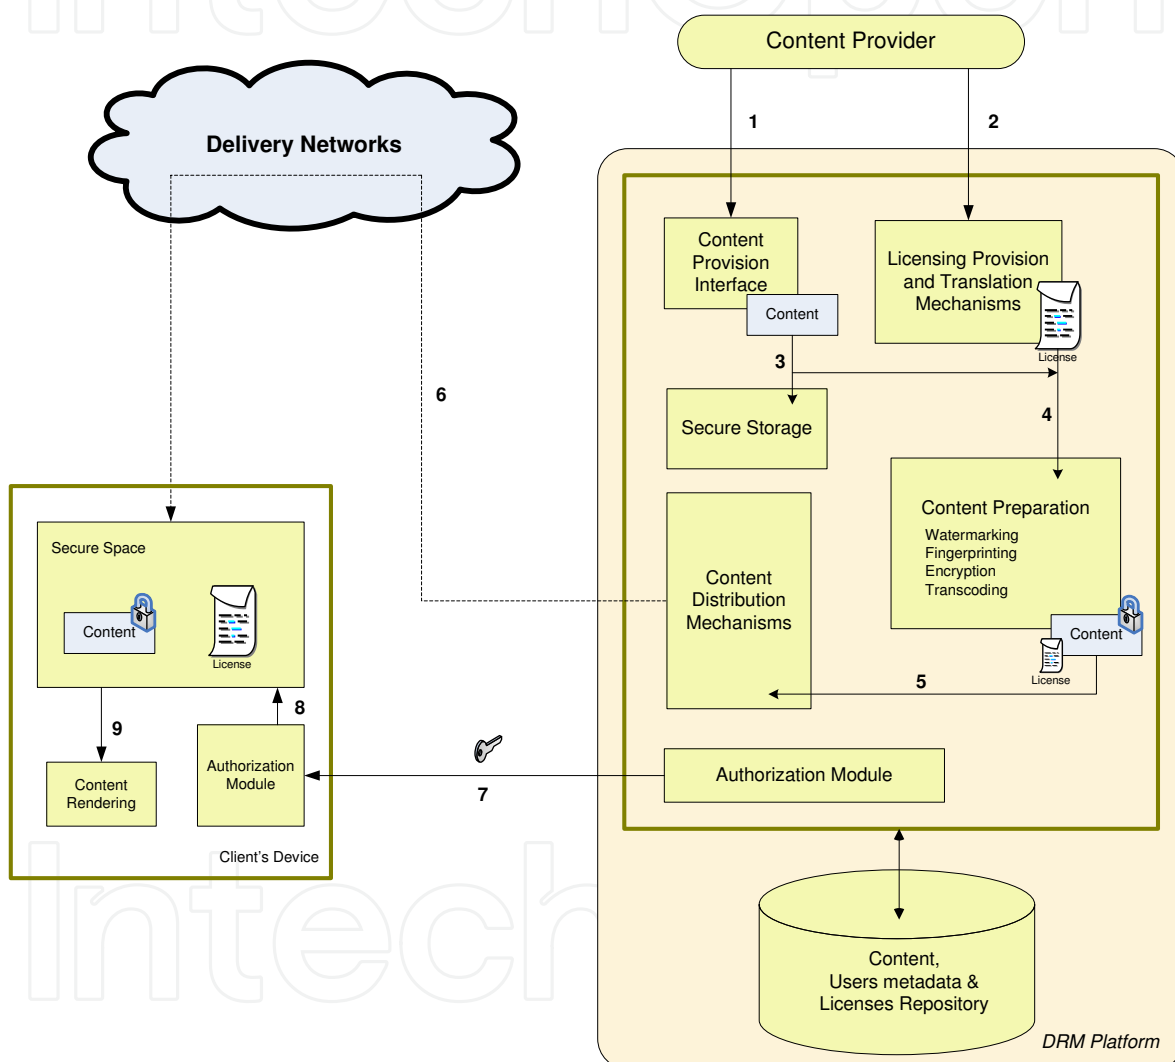 Content Provider
1
2
Delivery Networks
Content
Provision
Interface
Content
Licensing Provision
and Translation
Mechanisms
License
3
4
6
Secure Storage
Content Preparation
Watermarking
Fingerprinting
Encryption
Transcoding
Content
License
Content
Distribution
Mechanisms
5
Secure Space
Content
License
8
9
Authorization
Module
Content
Rendering
Client's Device
7
Authorization Module
Content,
Users metadata &
Licenses Repository
DRM Platform
Intech